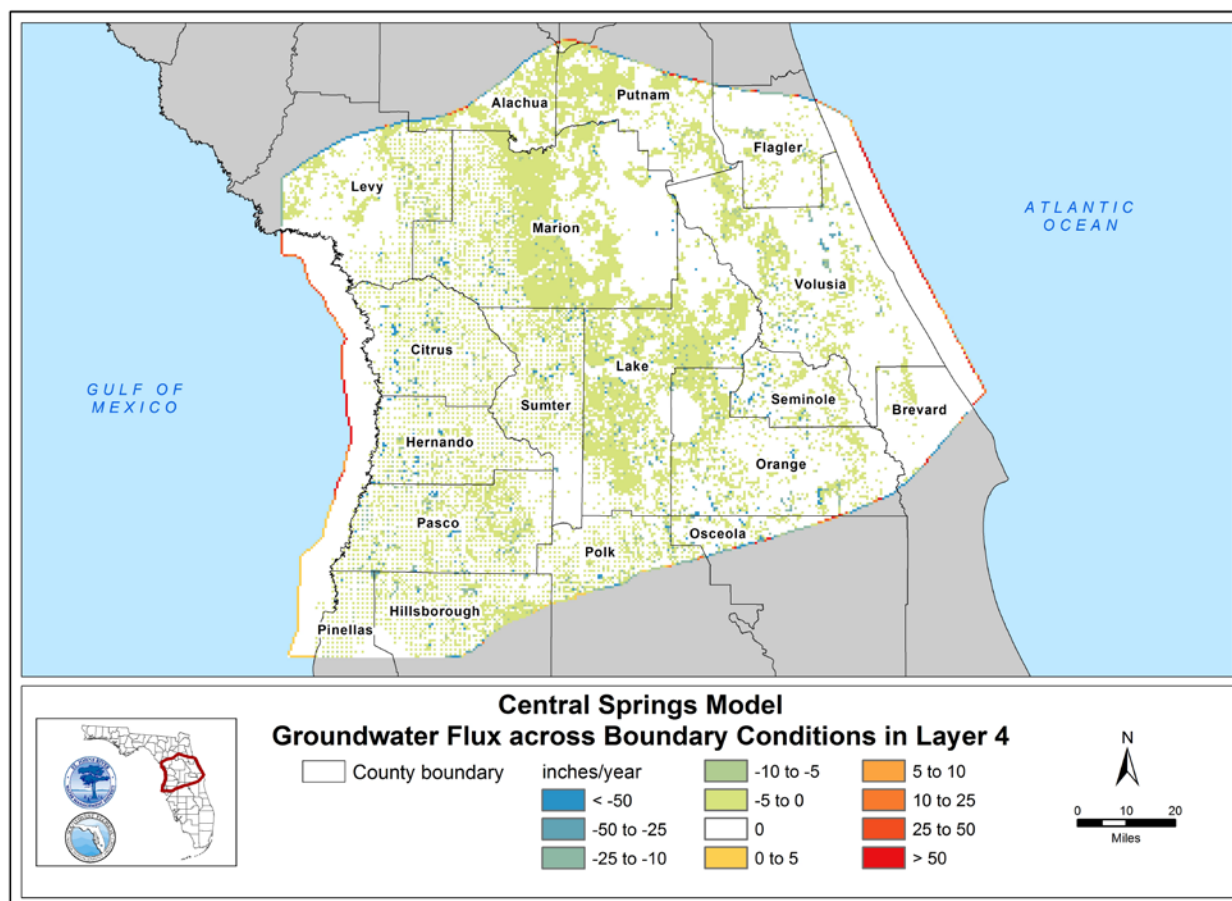 Alachua
Putnam
Flagler
Levy
Marion
ATLANTIC
OCEAN
Volusia
Citrus
Lake
GULF OF
MEXICO
Sumter
Seminole
Brevard
Hernando
Orange
Pasco
Osceola
Polk
Hillsborough
Pinellas
Central Springs Model
Groundwater Flux across Boundary Conditions in Layer 4
County boundary
inches/year
< -50
-50 to -25
-25 to -10
-10 to -5
-5 to 0
0
0 to 5
5 to 10
10 to 25
25 to 50
> 50
N
0 10 20
Miles